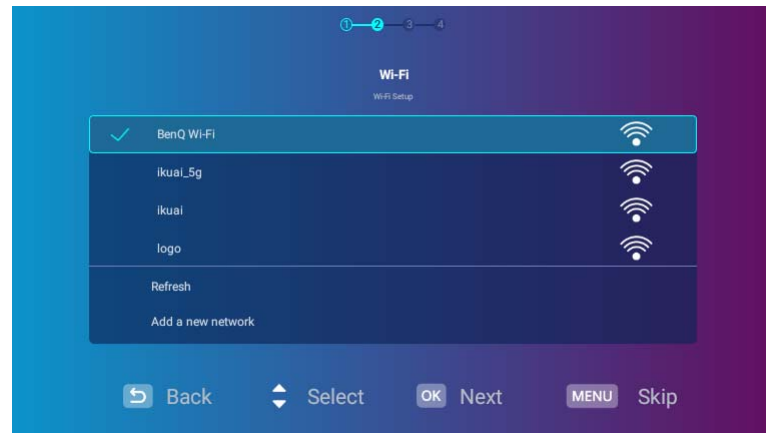 1 2 3 4
Wi-Fi
Wi-Fi Setup
BenQ Wi-Fi
ikuai_5g
ikuai
logo
Refresh
Add a new network
Back Select OK Next MENU Skip